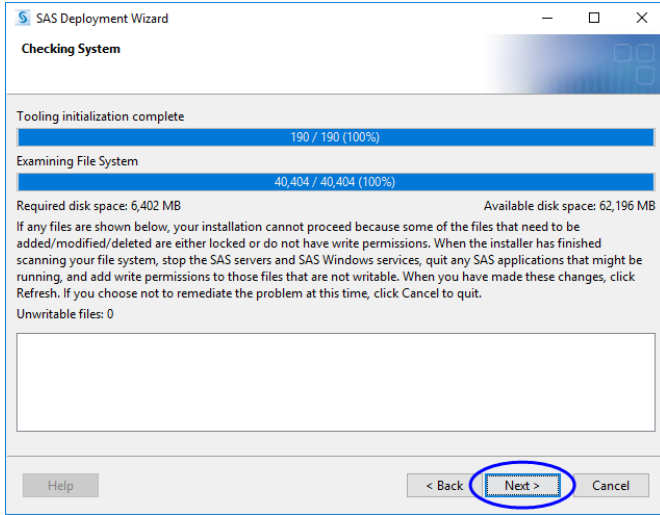 SAS Deployment Wizard
Checking System
Tooling initialization complete
190 / 190 (100%)
Examining File System
40,404 / 40,404 (100%)
Required disk space: 6,402 MB Available disk space: 62,196 MB
If any files are shown below, your installation cannot proceed because some of the files that need to be
added/modified/deleted are either locked or do not have write permissions. When the installer has finished
scanning your file system, stop the SAS servers and SAS Windows services, quit any SAS applications that might be
running, and add write permissions to those files that are not writable. When you have made these changes, click
Refresh. If you choose not to remediate the problem at this time, click Cancel to quit.
Unwritable files: 0
Help < Back Next > Cancel